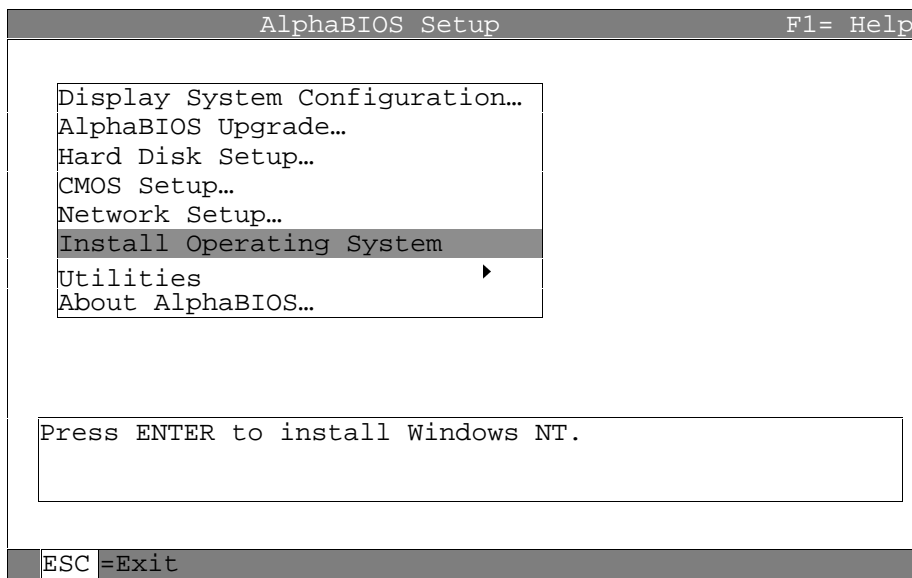 AlphaBIOS Setup F1= Help
Display System Configuration…
AlphaBIOS Upgrade…
Hard Disk Setup…
CMOS Setup…
Network Setup…
Install Operating System
Utilities
About AlphaBIOS…
Press ENTER to install Windows NT.
ESC =Exit